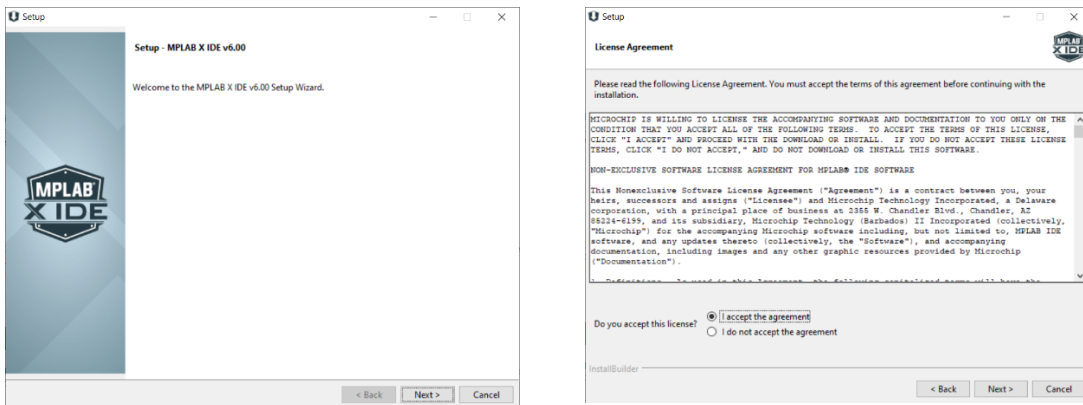 Setup
Setup - MPLAB X IDE v6.00
Welcome to the MPLAB X IDE v6.00 Setup Wizard.
MPLAB®
X IDE
< Back
Next >
Cancel
Setup
License Agreement
MPLAB
X IDE
Please read the following License Agreement. You must accept the terms of this agreement before continuing with the
installation.
MICROCHIP IS WILLING TO LICENSE THE ACCOMPANYING SOFTWARE AND DOCUMENTATION TO YOU ONLY ON THE
CONDITION THAT YOU ACCEPT ALL OF THE FOLLOWING TERMS. TO ACCEPT THE TERMS OF THIS LICENSE,
CLICK "I ACCEPT" AND PROCEED WITH THE DOWNLOAD OR INSTALL. IF YOU DO NOT ACCEPT THESE LICENSE
TERMS, CLICK "I DO NOT ACCEPT," AND DO NOT DOWNLOAD OR INSTALL THIS SOFTWARE.
NON-EXCLUSIVE SOFTWARE LICENSE AGREEMENT FOR MPLAB® IDE SOFTWARE
This Nonexclusive Software License Agreement ("Agreement") is a contract between you, your
heirs, successors and assigns ("Licensee") and Microchip Technology Incorporated, a Delaware
corporation, with a principal place of business at 2355 W. Chandler Blvd., Chandler, AZ
85224-6199, and its subsidiary, Microchip Technology (Barbados) II Incorporated (collectively,
"Microchip") for the accompanying Microchip software including, but not limited to, MPLAB IDE
software, and any updates thereto (collectively, the "Software"), and accompanying
documentation, including images and any other graphic resources provided by Microchip
("Documentation").
Do you accept this license?
I accept the agreement
I do not accept the agreement
InstallBuilder
< Back
Next >
Cancel